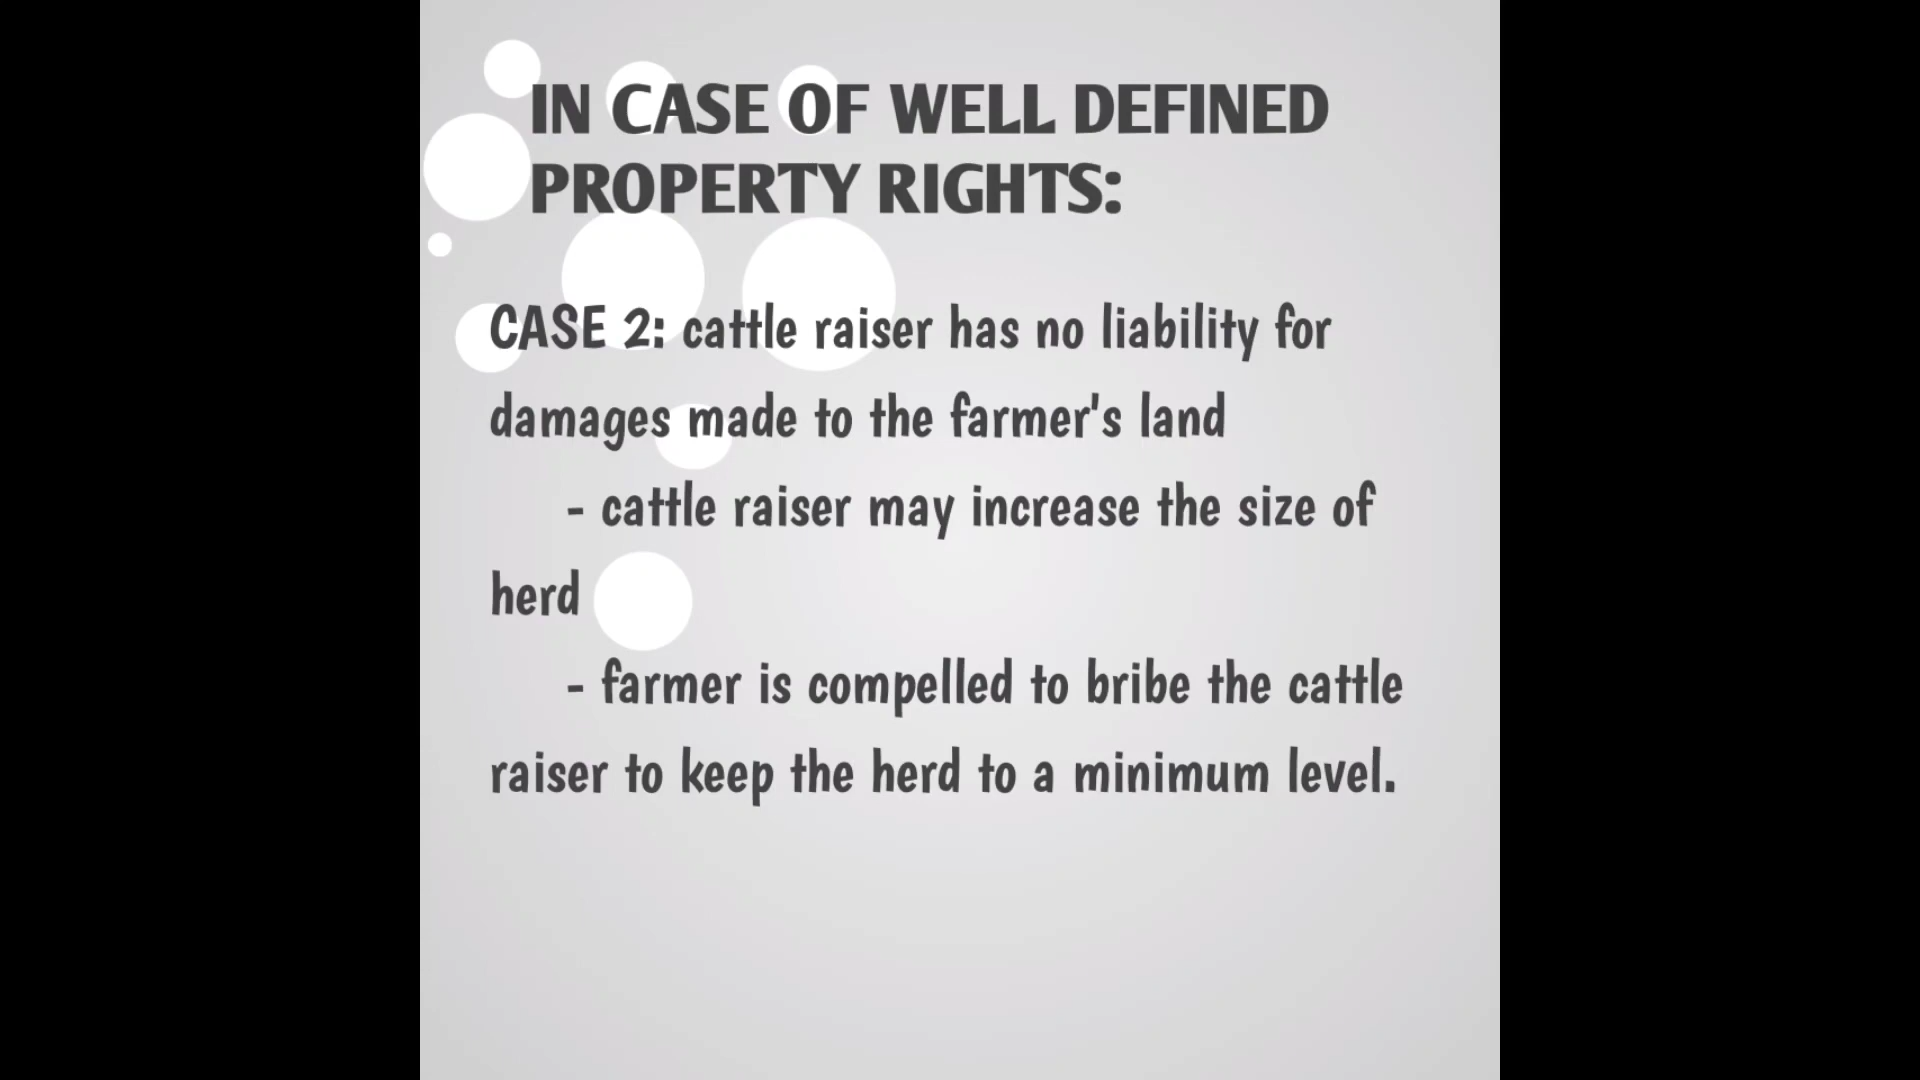 IN CASE OF WELL DEFINED
PROPERTY RIGHTS:
CASE 2: cattle raiser has no liability for
damages made to the farmer's land
- cattle raiser may increase the size of
herd
- farmer is compelled to bribe the cattle
raiser to keep the herd to a minimum level.